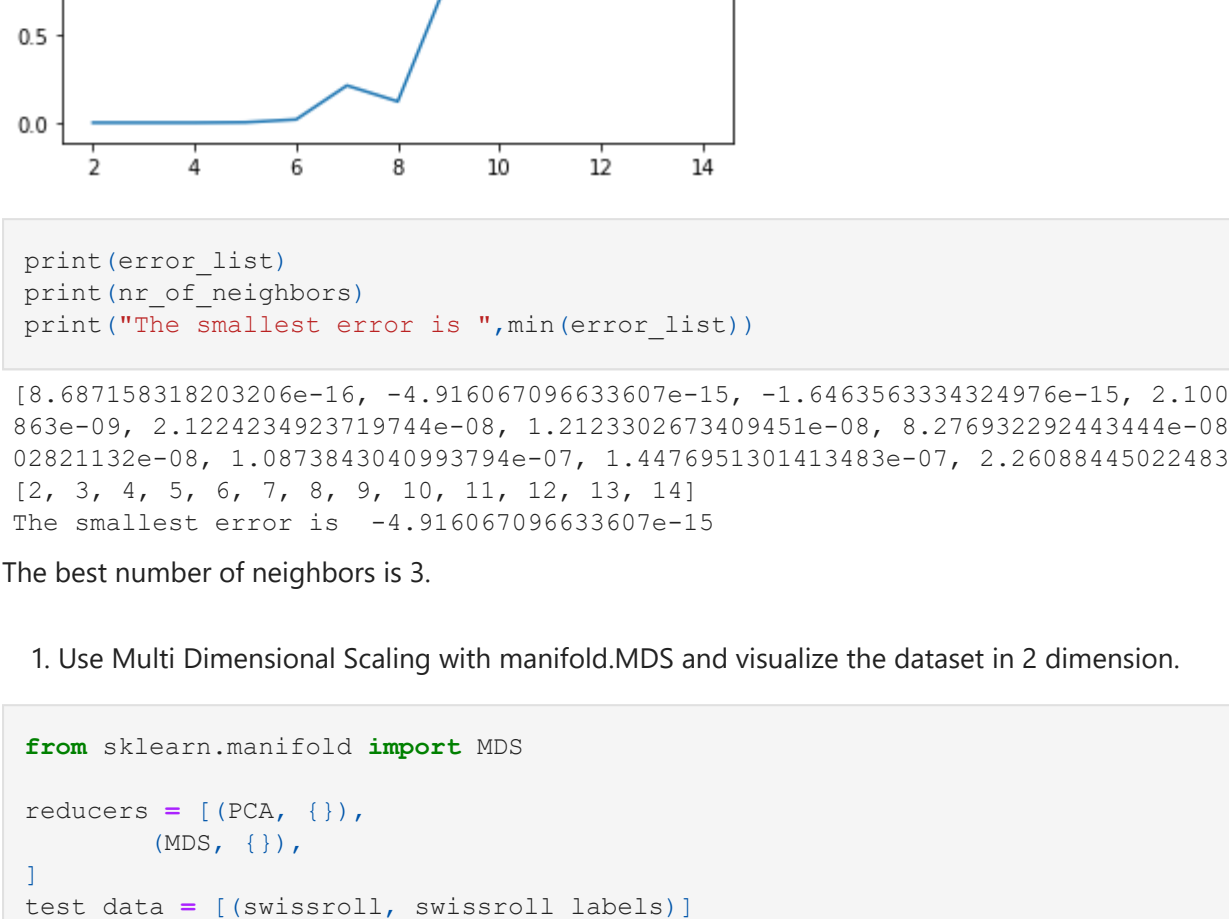 0.5
0.0
2 4 6 8 10 12 14
print(error_list)
print(nr_of_neighbors)
print("The smallest error is ",min(error_list))
[8.687158318203206e-16, -4.916067096633607e-15, -1.6463563334324976e-15, 2.100
863e-09, 2.1224234923719744e-08, 1.2123302673409451e-08, 8.276932292443444e-08
02821132e-08, 1.0873843040993794e-07, 1.4476951301413483e-07, 2.26088445022483
[2, 3, 4, 5, 6, 7, 8, 9, 10, 11, 12, 13, 14]
The smallest error is  -4.916067096633607e-15
The best number of neighbors is 3.
1. Use Multi Dimensional Scaling with manifold.MDS and visualize the dataset in 2 dimension.
from sklearn.manifold import MDS
reducers = [(PCA, {}),
(MDS, {}),
]
test_data = [(swissroll, swissroll_labels)]